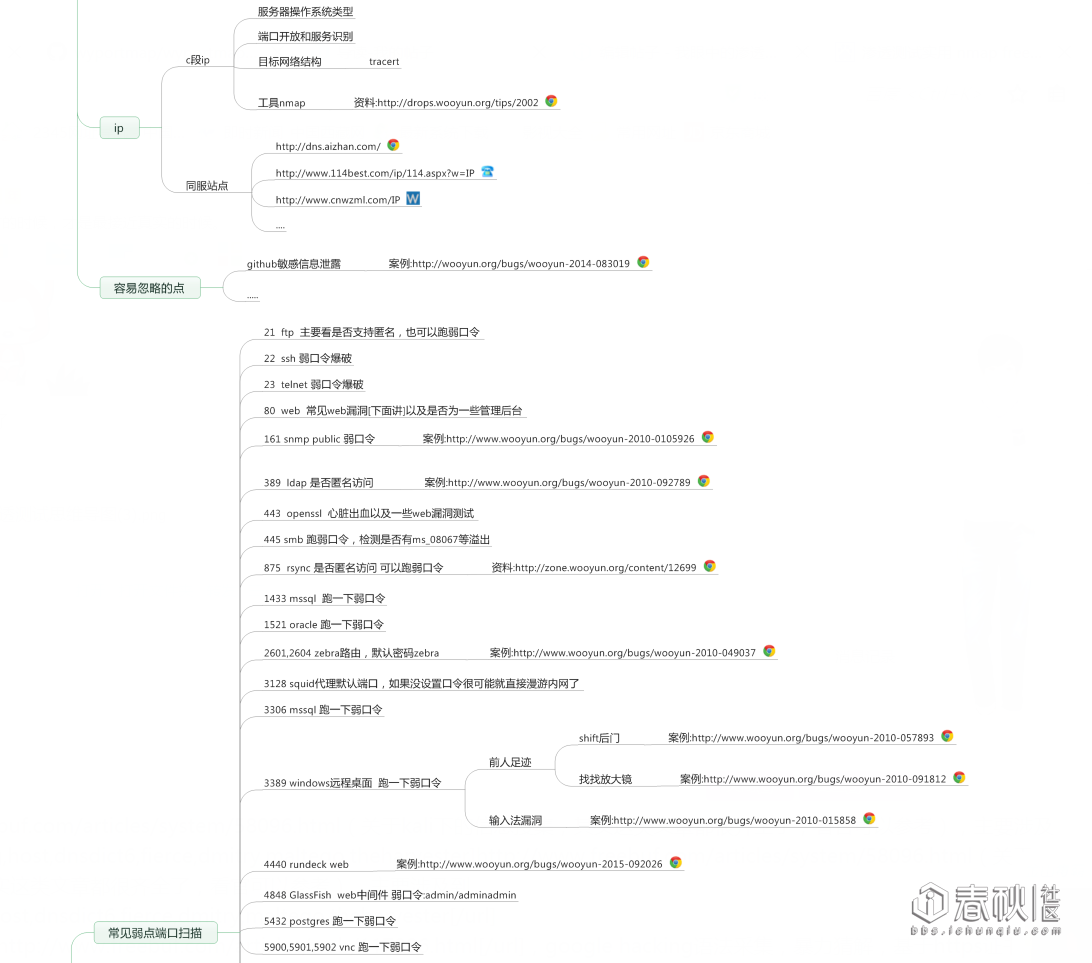 服务器操作系统类型
端口开放和服务识别
c段ip
目标网络结构 tracert
工具nmap 资料:http://drops.wooyun.org/tips/2002
ip
http://dns.aizhan.com/
http://www.114best.com/ip/114.aspx?w=IP
同服站点
http://www.cnwzml.com/IP
....
github敏感信息泄露 案例:http://wooyun.org/bugs/wooyun-2014-083019
容易忽略的点
.....
21 ftp 主要看是否支持匿名，也可以跑弱口令
22 ssh 弱口令爆破
23 telnet 弱口令爆破
80 web 常见web漏洞[下面讲]以及是否为一些管理后台
161 snmp public 弱口令 案例:http://www.wooyun.org/bugs/wooyun-2010-0105926
389 ldap 是否匿名访问 案例:http://www.wooyun.org/bugs/wooyun-2010-092789
443 openssl 心脏出血以及一些web漏洞测试
445 smb 跑弱口令，检测是否有ms_08067等溢出
875 rsync 是否匿名访问 可以跑弱口令 资料:http://zone.wooyun.org/content/12699
1433 mssql 跑一下弱口令
1521 oracle 跑一下弱口令
2601,2604 zebra路由，默认密码zebra 案例:http://www.wooyun.org/bugs/wooyun-2010-049037
3128 squid代理默认端口，如果没设置口令很可能就直接漫游内网了
3306 mssql 跑一下弱口令
shift后门 案例:http://www.wooyun.org/bugs/wooyun-2010-057893
前人足迹
找找放大镜 案例:http://www.wooyun.org/bugs/wooyun-2010-091812
3389 windows远程桌面 跑一下弱口令
输入法漏洞 案例:http://www.wooyun.org/bugs/wooyun-2010-015858
4440 rundeck web 案例:http://www.wooyun.org/bugs/wooyun-2015-092026
4848 GlassFish web中间件 弱口令:admin/adminadmin
5432 postgres 跑一下弱口令
常见弱点端口扫描
5900,5901,5902 vnc 跑一下弱口令
春秋社区
bbs.ichunqiu.com